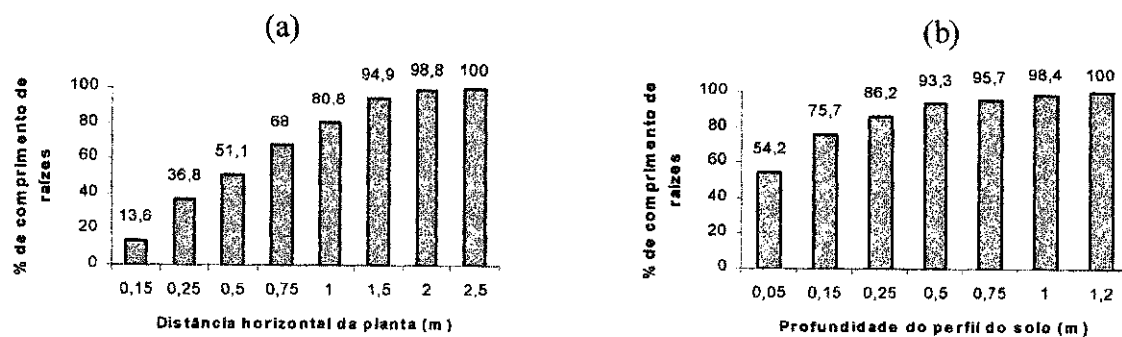 (a)
% de comprimento de
raízes
100
80
60
40
20
0
13,6
36,8
51,1
68
80,8
94,9
98,8
100
0,15 0,25 0,5 0,75 1 1,5 2 2,5
Distância horizontal da planta (m)
(b)
% de comprimento de
raízes
100
80
60
40
20
0
54,2
75,7
86,2
93,3
95,7
98,4
100
0,05 0,15 0,25 0,5 0,75 1 1,2
Profundidade do perfil do solo (m)